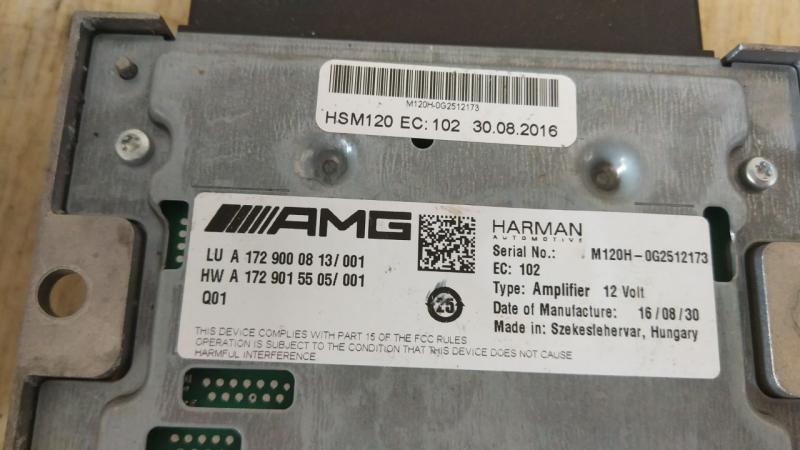 M120H-0G2512173
HSM120 EC: 102 30.08.2016
AMG
LU A 172 900 08 13/ 001
HW A 172 901 55 05/ 001
Q01
25
THIS DEVICE COMPLIES WITH PART 15 OF THE FCC RULES
OPERATION IS SUBJECT TO THE CONDITION THAT THIS DEVICE DOES NOT CAUSE
HARMFUL INTERFERENCE
HARMAN
AUTOMOTIVE
Serial No.: M120H-0G2512173
EC: 102
Type: Amplifier 12 Volt
Date of Manufacture: 16/08/30
Made in: Szekesfehervar, Hungary